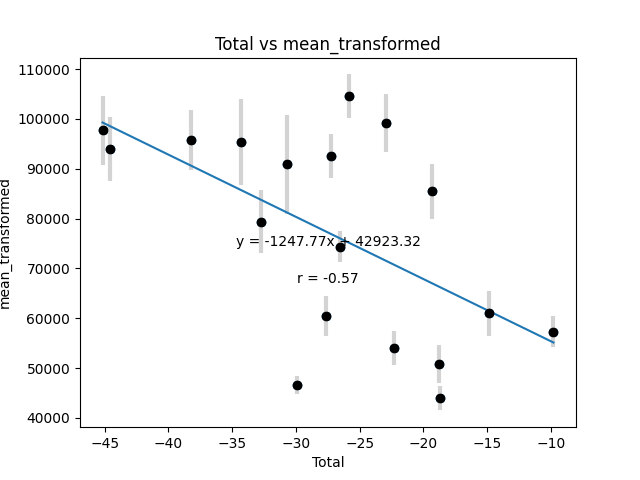 Total vs mean_transformed
mean_transformed
110000
100000
90000
80000
70000
60000
50000
40000
y = -1247.77x + 42923.32
r = -0.57
−45 −40 −35 −30 −25 −20 −15 −10
Total